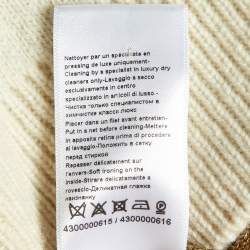 Nettoyer par un spécialiste en
pressing de luxe uniquement-
Cleaning by a specialist in luxury dry
cleaners only-Lavaggio a secco
esclusivamente in centro
specializzato in articoli di lusso.-
Чистка только специалистом в
химчистке класса люкс
Placer dans un filet avant entretien-
Put in a net before cleaning-Mettere
in apposita retina prima di procedere
al lavaggio-Положить в сетку
перед стиркой
Repasser délicatement sur
l'envers-Soft ironing on the
inside-Stirare delicatamente a
rovescio-Деликатная глажка
наизнанку
4300000615 / 4300000616